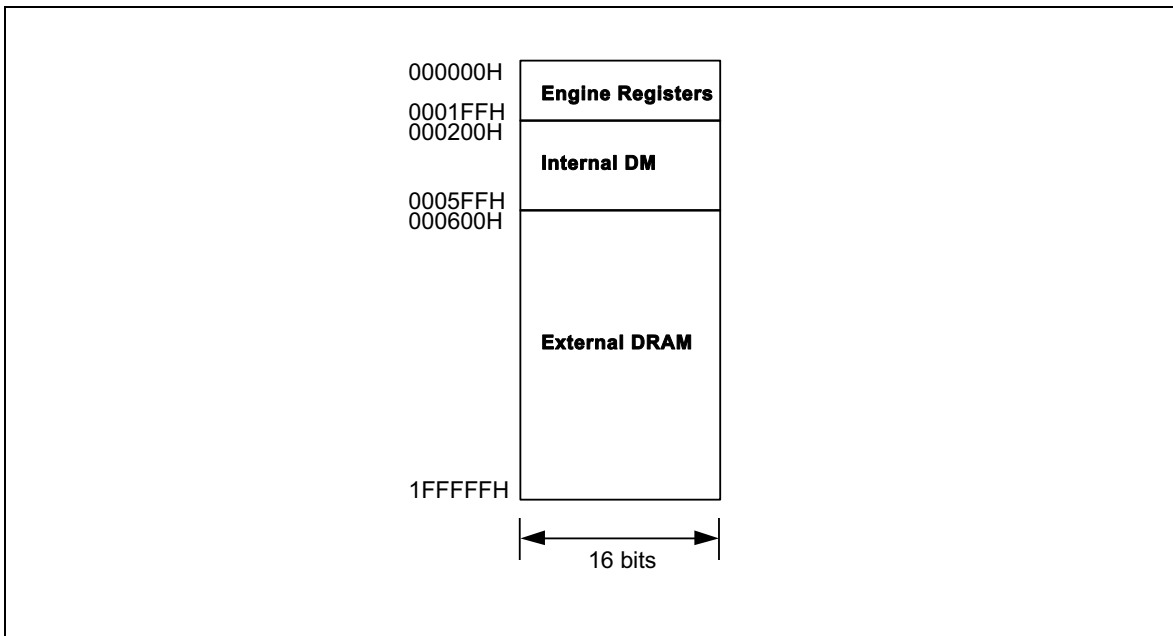 000000H
Engine Registers
0001FFH
000200H
Internal DM
0005FFH
000600H
External DRAM
1FFFFFH
16 bits